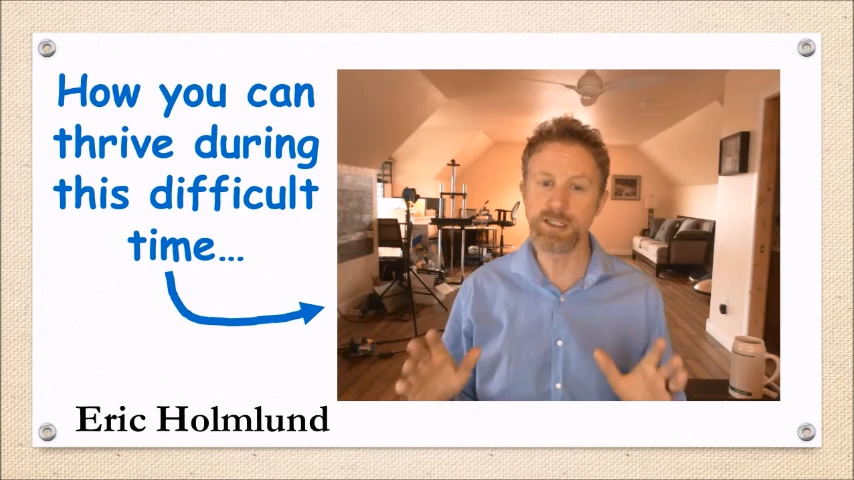 How you can
thrive during
this difficult
time...
Eric Holmlund